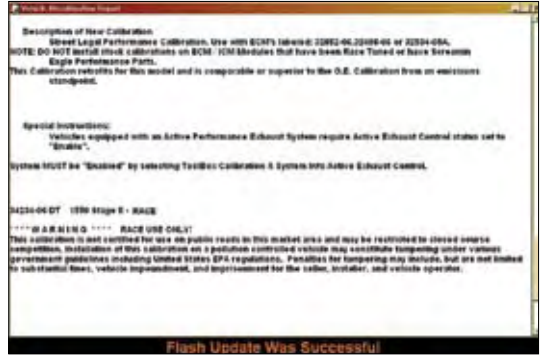 Description of New Calibration
Street Legal Performance Calibration. Use with ECM's labeled: 32852-06,32498-06 or 32534-05A.
NOTE: DO NOT install stock calibrations on ECM / ICM Modules that have been Race Tuned or have Screamin
Eagle Performance Parts.
This Calibration retrofits for this model and is comparable or superior to the O.E. Calibration from an emissions
standpoint.
Special Instructions:
Vehicles equipped with an Active Performance Exhaust System require Active Exhaust Control status set to
"Enable".
System MUST be "Enabled" by selecting Toolbox Calibration & System Info Active Exhaust Control.
34234-06 DT 1550 Stage II - RACE
**** W A R N I N G **** RACE USE ONLY!
This calibration is not certified for use on public roads in this market area and may be restricted to closed course
competition. Installation of this calibration on a pollution controlled vehicle may constitute tampering under various
government guidelines including United States EPA regulations. Penalties for tampering may include, but are not limited
to substantial fines, vehicle impoundment, and imprisonment for the seller, installer, and vehicle operator.
Flash Update Was Successful